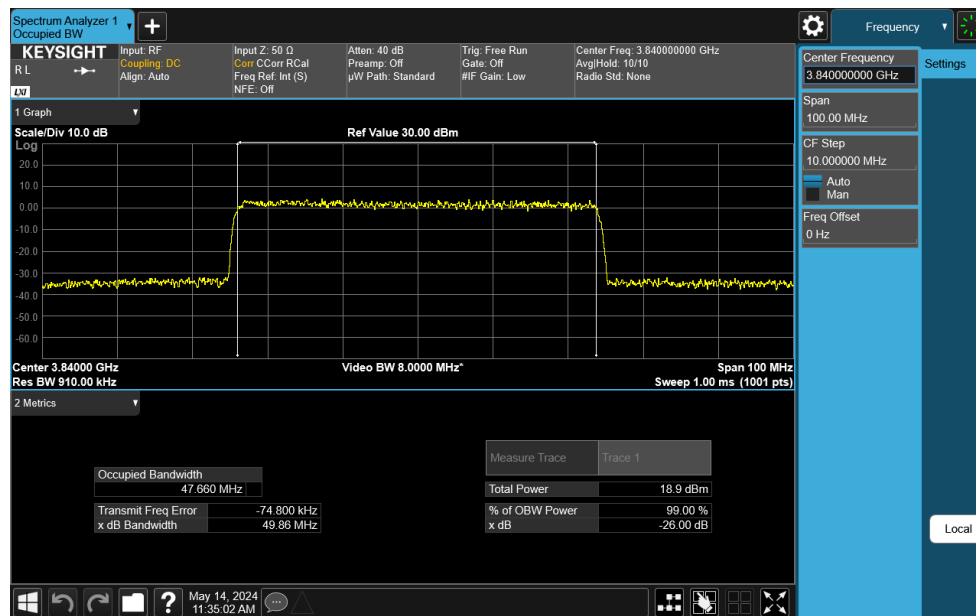 Spectrum Analyzer 1
Occupied BW
+
Frequency
KEYSIGHT
R L
LXI
Input: RF
Coupling: DC
Align: Auto
Input Z: 50 Ω
Corr CCorr RCal
Freq Ref: Int (S)
NFE: Off
Atten: 40 dB
Preamp: Off
µW Path: Standard
Trig: Free Run
Gate: Off
#IF Gain: Low
Center Freq: 3.840000000 GHz
Avg|Hold: 10/10
Radio Std: None
Center Frequency
3.840000000 GHz
Settings
Span
100.00 MHz
CF Step
10.000000 MHz
Auto
Man
Freq Offset
0 Hz
Local
1 Graph
Scale/Div 10.0 dB
Ref Value 30.00 dBm
Log
20.0
10.0
0.00
-10.0
-20.0
-30.0
-40.0
-50.0
-60.0
Center 3.84000 GHz
Video BW 8.0000 MHz*
Span 100 MHz
Res BW 910.00 kHz
Sweep 1.00 ms (1001 pts)
2 Metrics
Measure Trace
Trace 1
Occupied Bandwidth
47.660 MHz
Total Power
18.9 dBm
Transmit Freq Error
-74.800 kHz
% of OBW Power
99.00 %
x dB Bandwidth
49.86 MHz
x dB
-26.00 dB
?
May 14, 2024
11:35:02 AM